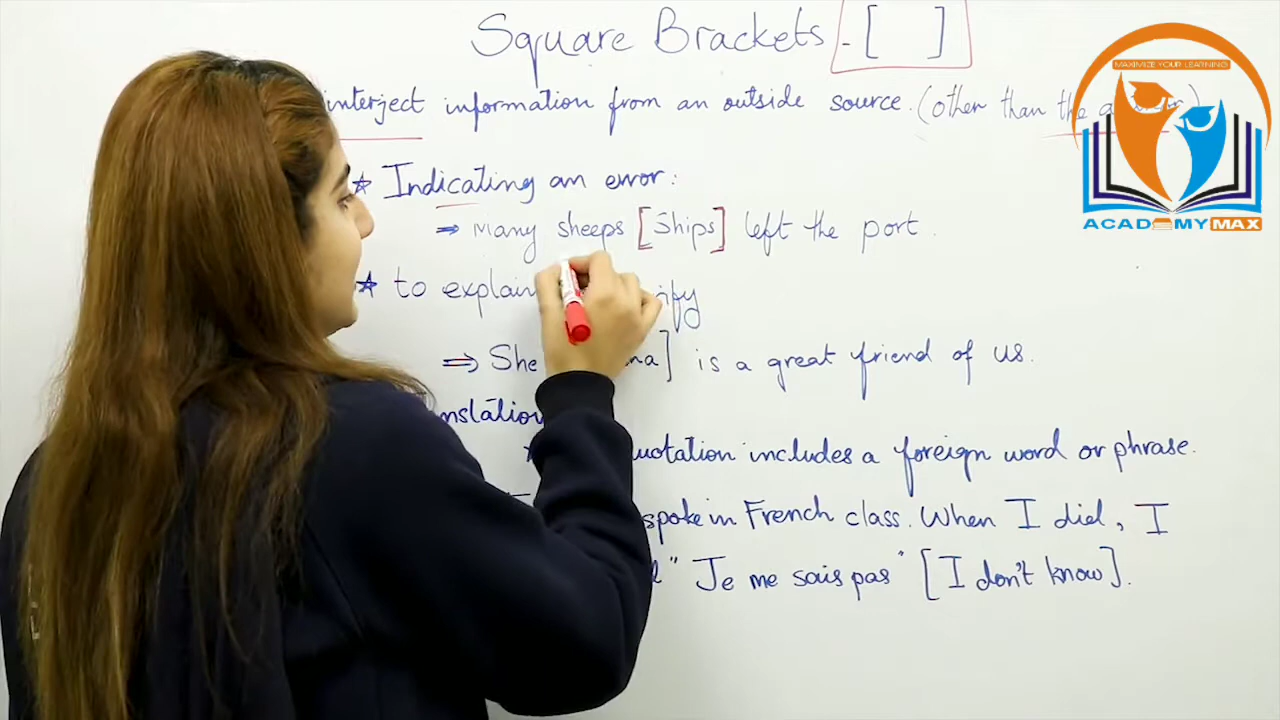 Square Brackets - [ ]
interject information from an outside source. (other than the
Indicating an error:
⇒ Many sheeps [Ships] left the port.
to explain
⇒ She is a great friend of us.
includes a foreign word or phrase.
spoke in French class. When I did, I
" Je me sais pas " [I don't know].
MAXIMIZE YOUR LEARNING
ACADEMYMAX